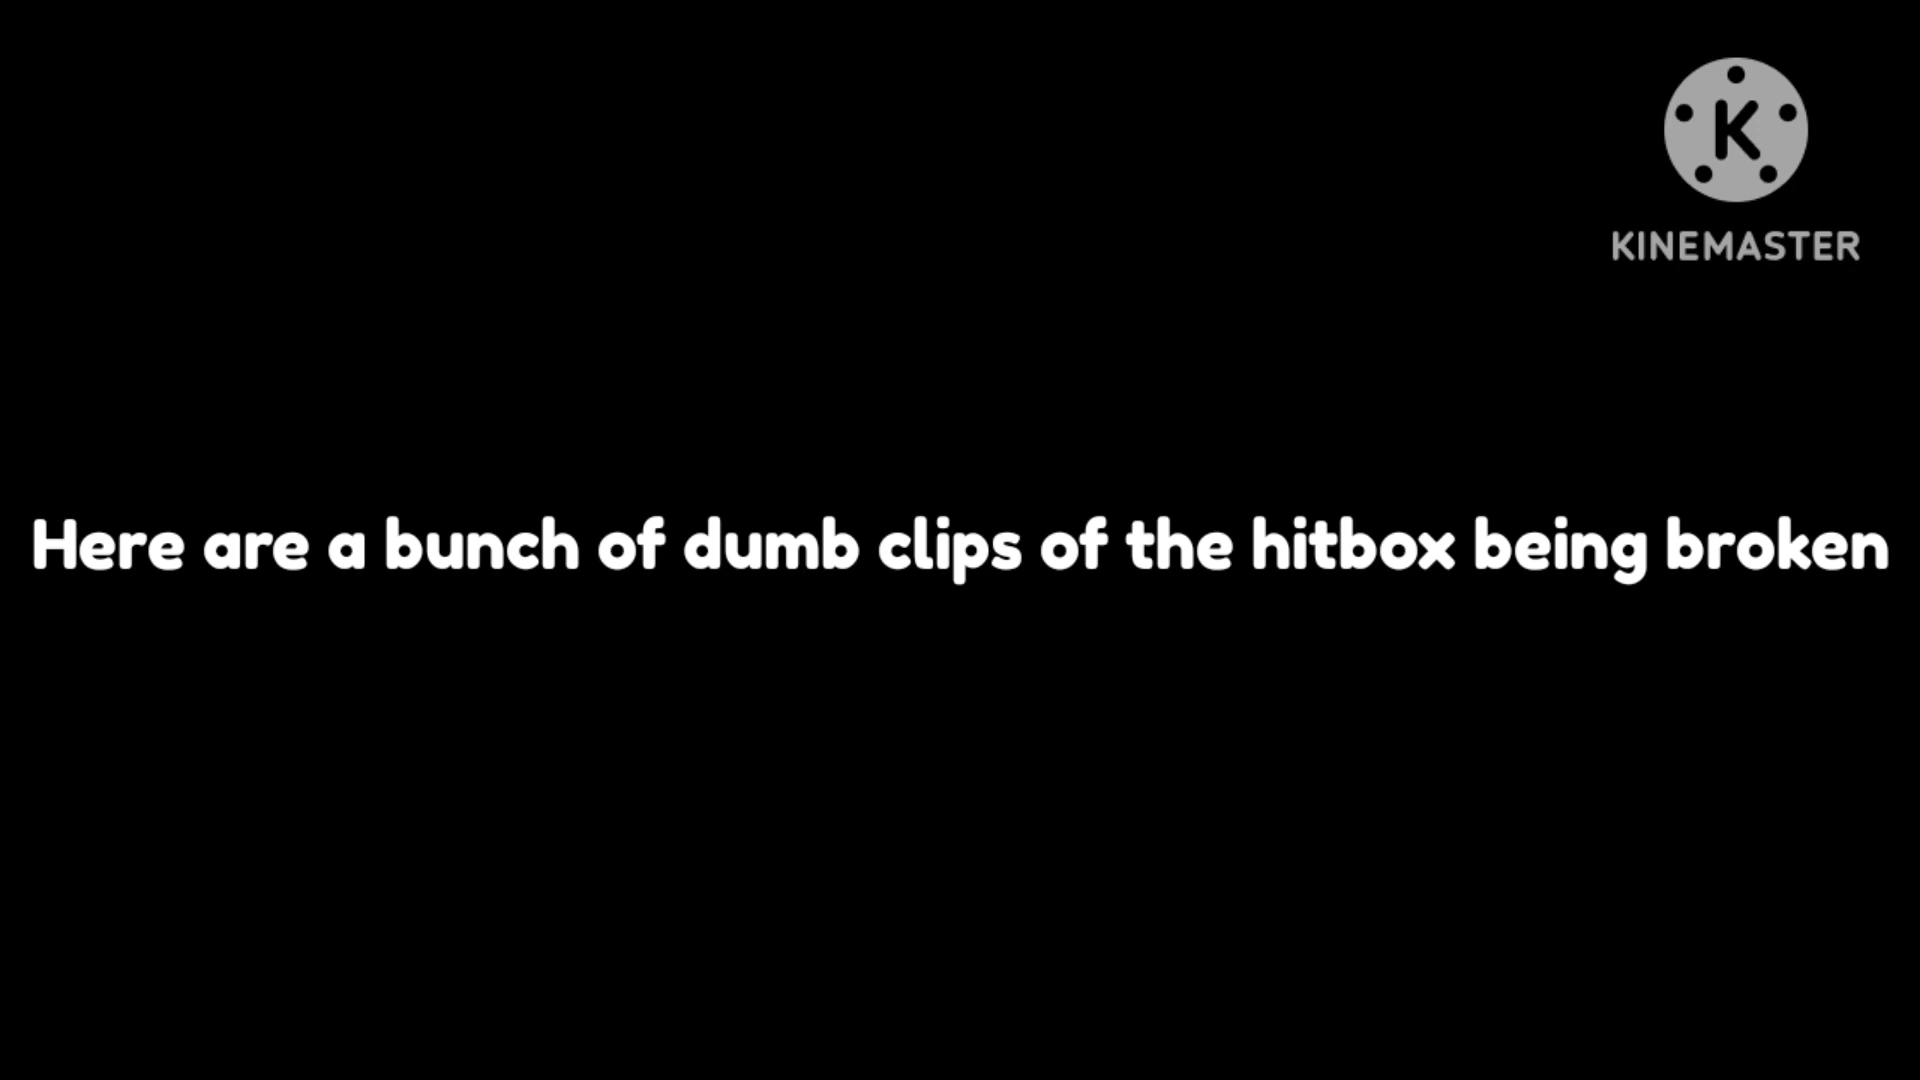 K
KINEMASTER
Here are a bunch of dumb clips of the hitbox being broken